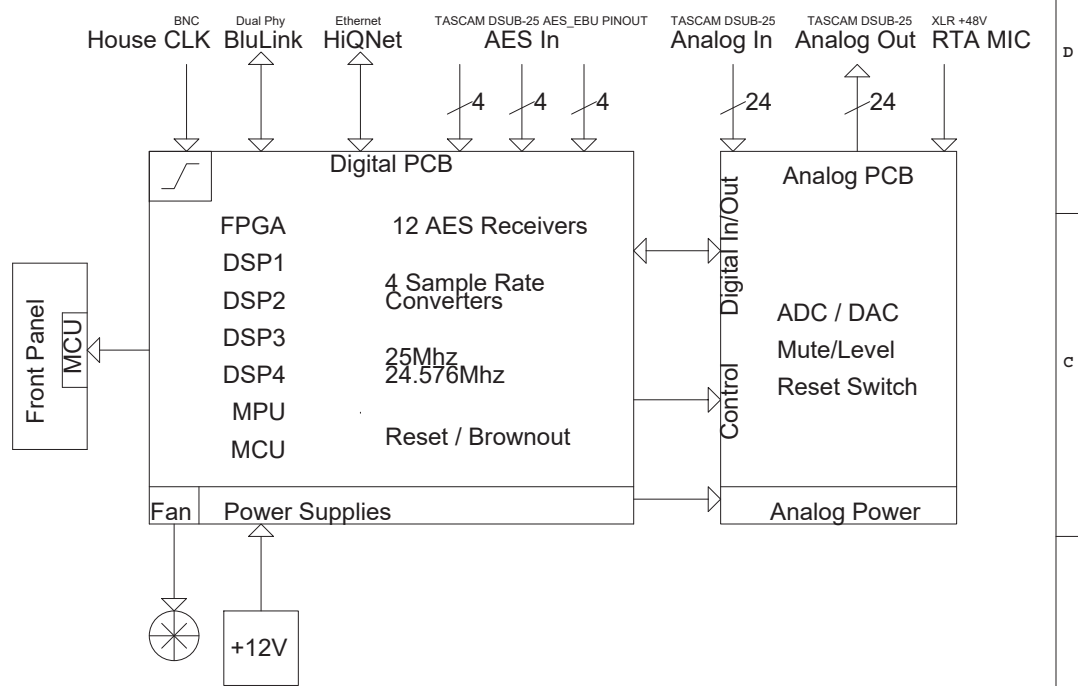 BNC
Dual Phy
Ethernet
TASCAM DSUB-25 AES_EBU PINOUT
TASCAM DSUB-25
TASCAM DSUB-25
XLR +48V
House CLK
BluLink
HiQNet
AES In
Analog In
Analog Out
RTA MIC
D
4
4
4
24
24
Digital PCB
Analog PCB
FPGA
12 AES Receivers
DSP1
4 Sample Rate
Converters
DSP2
DSP3
25Mhz
24.576Mhz
DSP4
MPU
MCU
Reset / Brownout
Digital In/Out
Control
ADC / DAC
Mute/Level
Reset Switch
C
Front Panel
MCU
Fan
Power Supplies
Analog Power
+12V